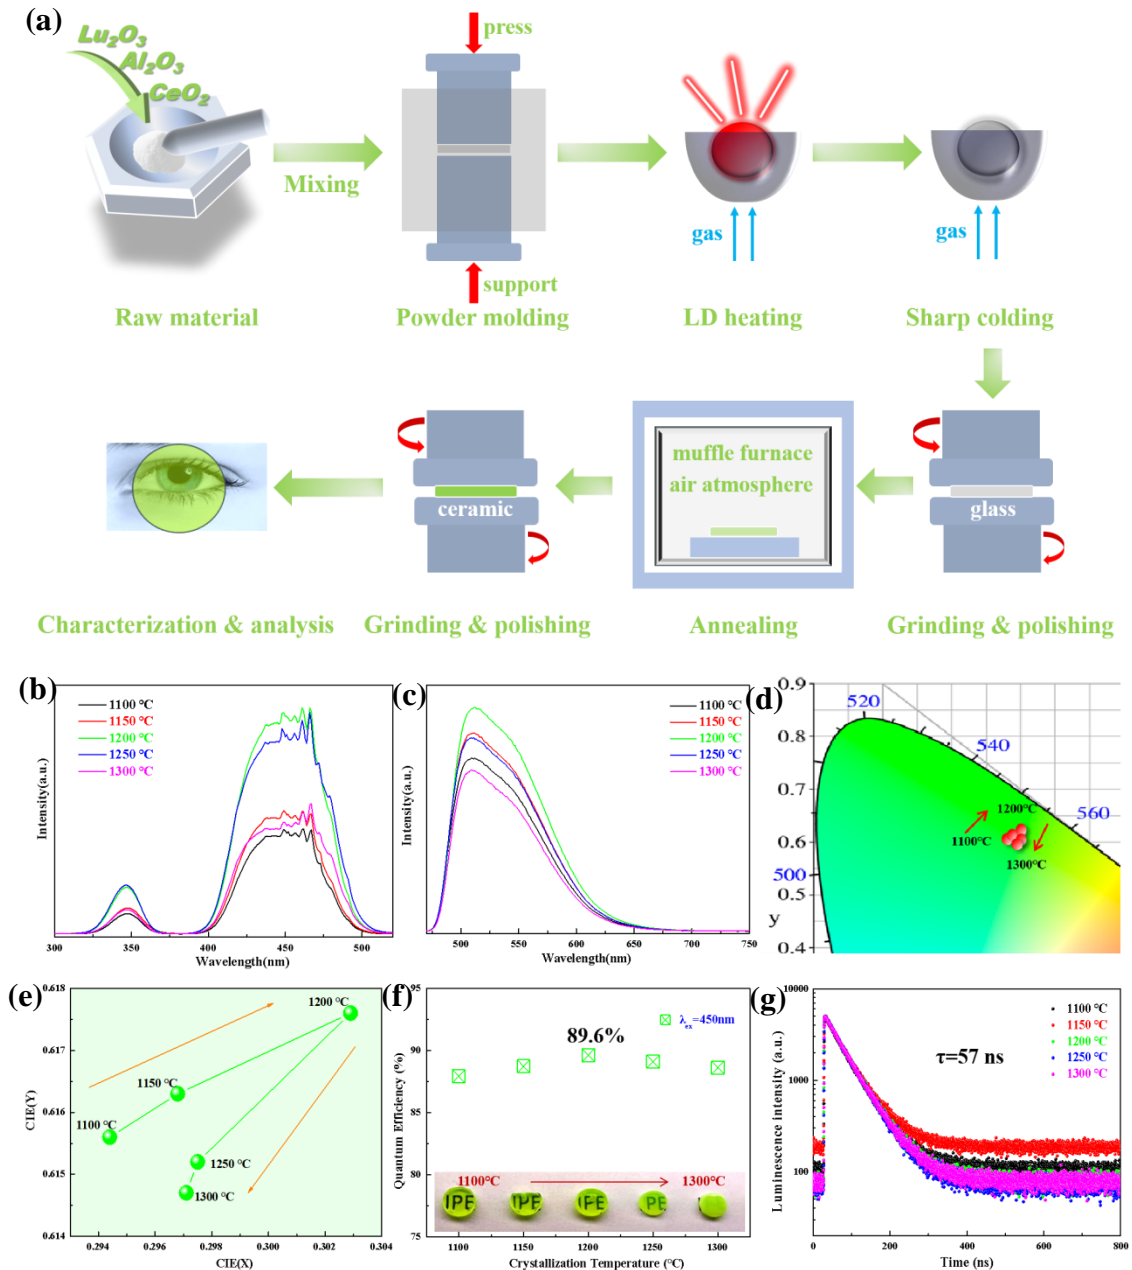 (a)
Lu2O3
Al2O3
CeO2
Mixing
press
support
gas
gas
Raw material
Powder molding
LD heating
Sharp colding
ceramic
muffle furnace
air atmosphere
glass
Characterization & analysis
Grinding & polishing
Annealing
Grinding & polishing
(b)
1100 °C
1150 °C
1200 °C
1250 °C
1300 °C
Intensity(a.u.)
300 350 400 450 500
Wavelength(nm)
(c)
1100 °C
1150 °C
1200 °C
1250 °C
1300 °C
Intensity(a.u.)
500 550 600 650 700 750
Wavelength(nm)
(d)
0.9
0.8
0.7
0.6
0.5
0.4
y
520
540
560
500
1200°C
1100°C
1300°C
(e)
0.618
0.617
0.616
0.615
0.614
CIE(Y)
1200 °C
1150 °C
1100 °C
1250 °C
1300 °C
0.294 0.296 0.298 0.300 0.302 0.304
CIE(X)
(f)
95
90
85
80
75
Quantum Efficiency (%)
λex=450nm
89.6%
1100°C
1300°C
IPE
IPE
IPE
PE
1100 1150 1200 1250 1300
Crystallization Temperature (°C)
(g)
10000
1000
100
Luminescence intensity (a.u.)
1100 °C
1150 °C
1200 °C
1250 °C
1300 °C
τ=57 ns
0 200 400 600 800
Time (ns)